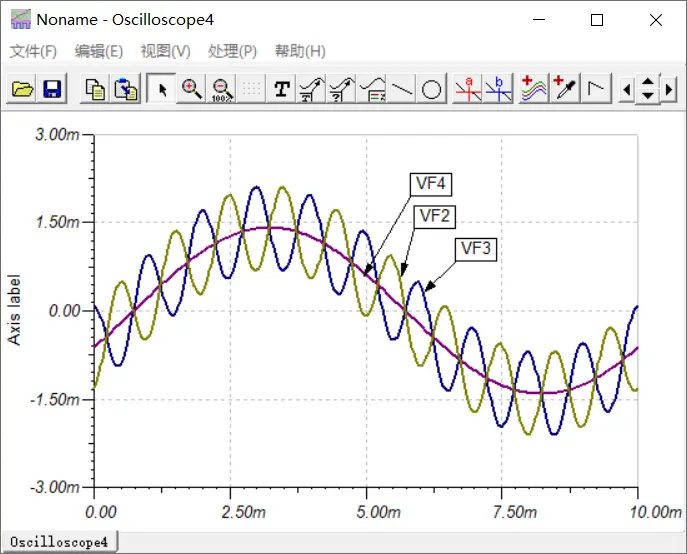 Noname - Oscilloscope4
文件(F) 编辑(E) 视图(V) 处理(P) 帮助(H)
100%
T
T
?
a
b
3.00m
VF4
VF2
1.50m
VF3
Axis label
0.00
-1.50m
-3.00m
0.00 2.50m 5.00m 7.50m 10.00m
Oscilloscope4